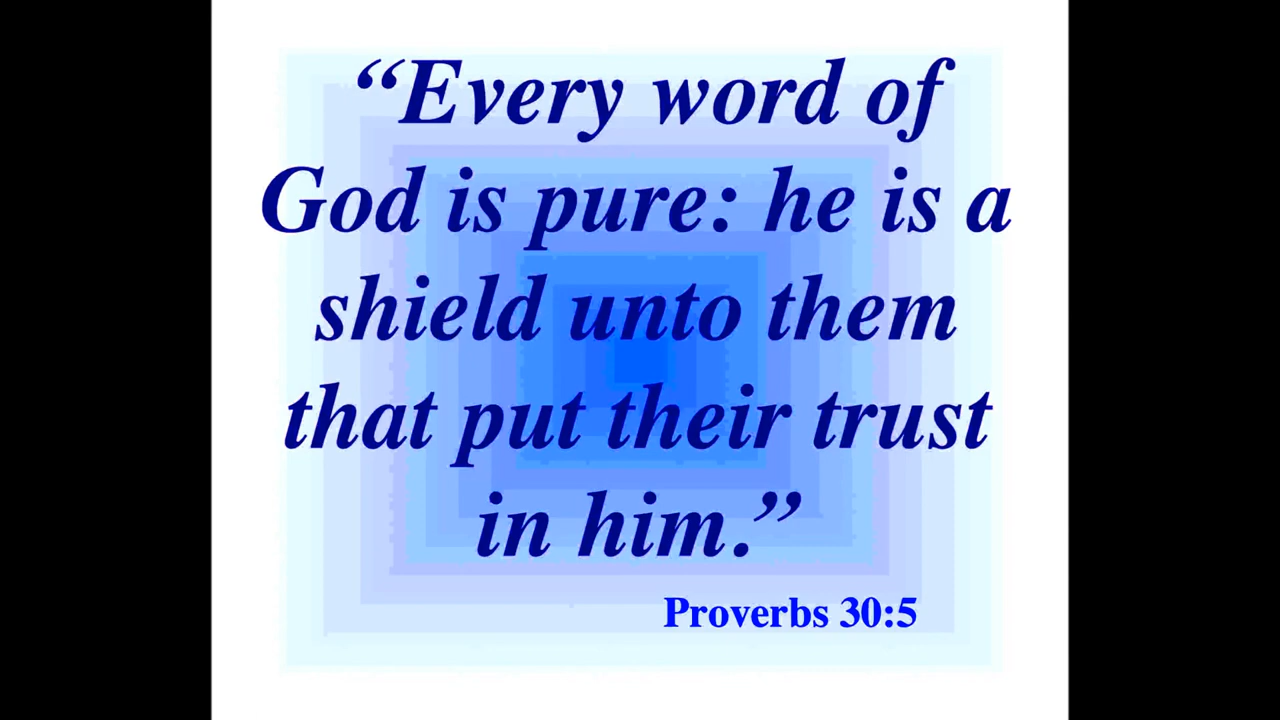 “Every word of
God is pure: he is a
shield unto them
that put their trust
in him.”
Proverbs 30:5